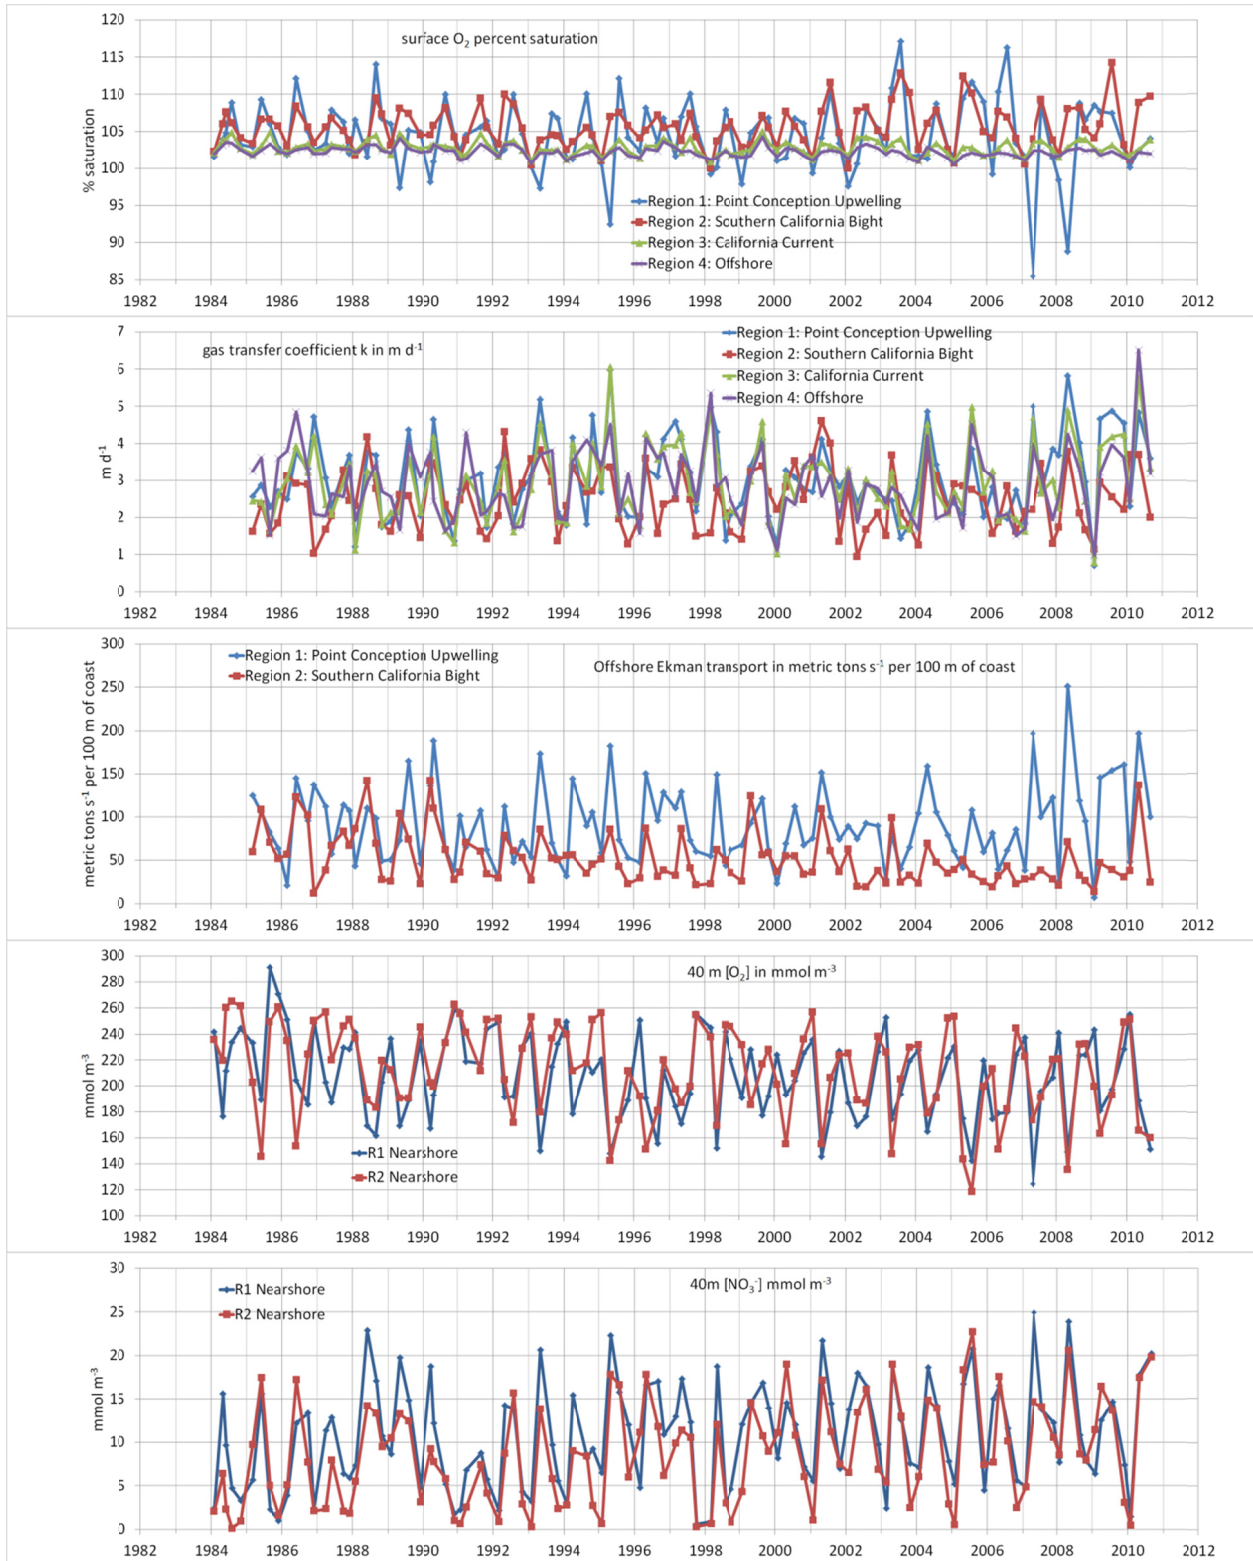 surface O₂ percent saturation
% saturation
120
115
110
105
100
95
90
85
Region 1: Point Conception Upwelling
Region 2: Southern California Bight
Region 3: California Current
Region 4: Offshore
1982 1984 1986 1988 1990 1992 1994 1996 1998 2000 2002 2004 2006 2008 2010 2012
gas transfer coefficient k in m d⁻¹
m d⁻¹
7
6
5
4
3
2
1
0
Region 1: Point Conception Upwelling
Region 2: Southern California Bight
Region 3: California Current
Region 4: Offshore
1982 1984 1986 1988 1990 1992 1994 1996 1998 2000 2002 2004 2006 2008 2010 2012
Region 1: Point Conception Upwelling
Region 2: Southern California Bight
Offshore Ekman transport in metric tons s⁻¹ per 100 m of coast
metric tons s⁻¹ per 100 m of coast
300
250
200
150
100
50
0
1982 1984 1986 1988 1990 1992 1994 1996 1998 2000 2002 2004 2006 2008 2010 2012
40 m [O₂] in mmol m⁻³
mmol m⁻³
300
280
260
240
220
200
180
160
140
120
100
R1 Nearshore
R2 Nearshore
1982 1984 1986 1988 1990 1992 1994 1996 1998 2000 2002 2004 2006 2008 2010 2012
R1 Nearshore
R2 Nearshore
40m [NO₃⁻] mmol m⁻³
mmol m⁻³
30
25
20
15
10
5
0
1982 1984 1986 1988 1990 1992 1994 1996 1998 2000 2002 2004 2006 2008 2010 2012